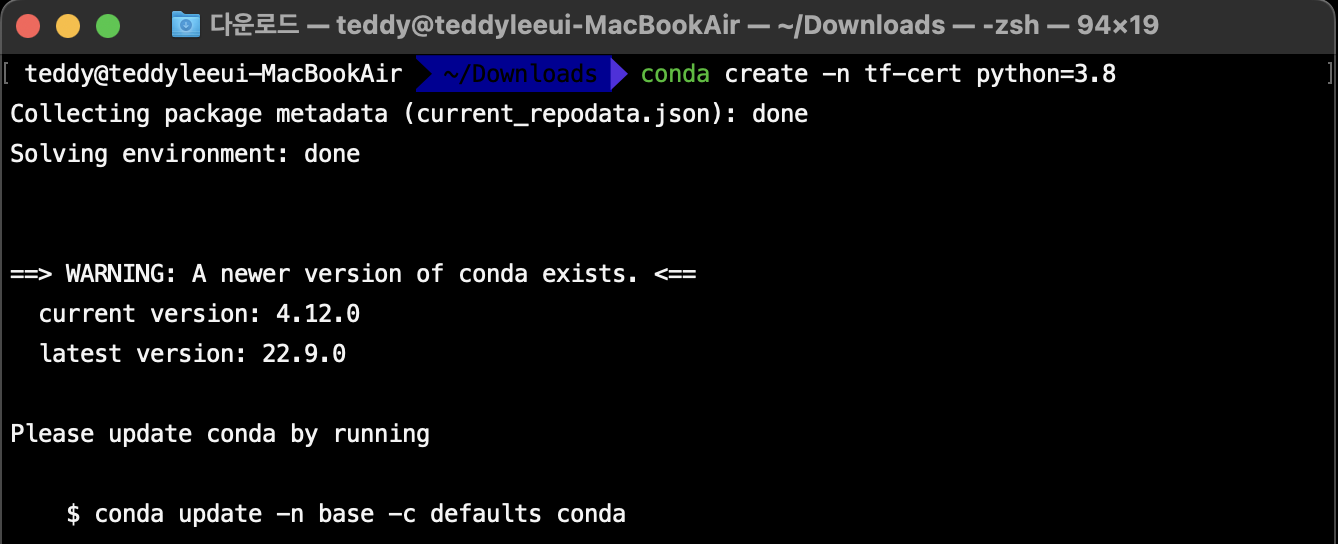 다운로드 — teddy@teddyleeui-MacBookAir — ~/Downloads — -zsh — 94×19
[ teddy@teddyleeui-MacBookAir ~/Downloads conda create -n tf-cert python=3.8 ]
Collecting package metadata (current_repodata.json): done
Solving environment: done
==> WARNING: A newer version of conda exists. <==
current version: 4.12.0
latest version: 22.9.0
Please update conda by running
$ conda update -n base -c defaults conda